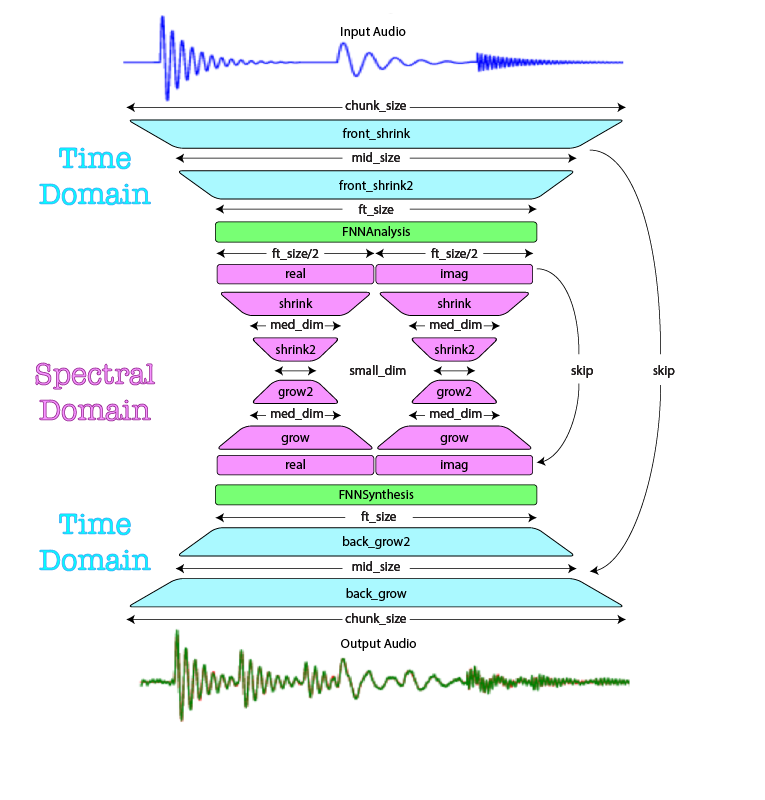 Input Audio
chunk_size
front_shrink
Time
Domain
mid_size
front_shrink2
ft_size
FNNAnalysis
ft_size/2 ft_size/2
real imag
shrink shrink
med_dim med_dim
shrink2 shrink2
Spectral
Domain
small_dim
skip skip
grow2 grow2
med_dim med_dim
grow grow
real imag
FNNSynthesis
Time
Domain
ft_size
back_grow2
mid_size
back_grow
chunk_size
Output Audio